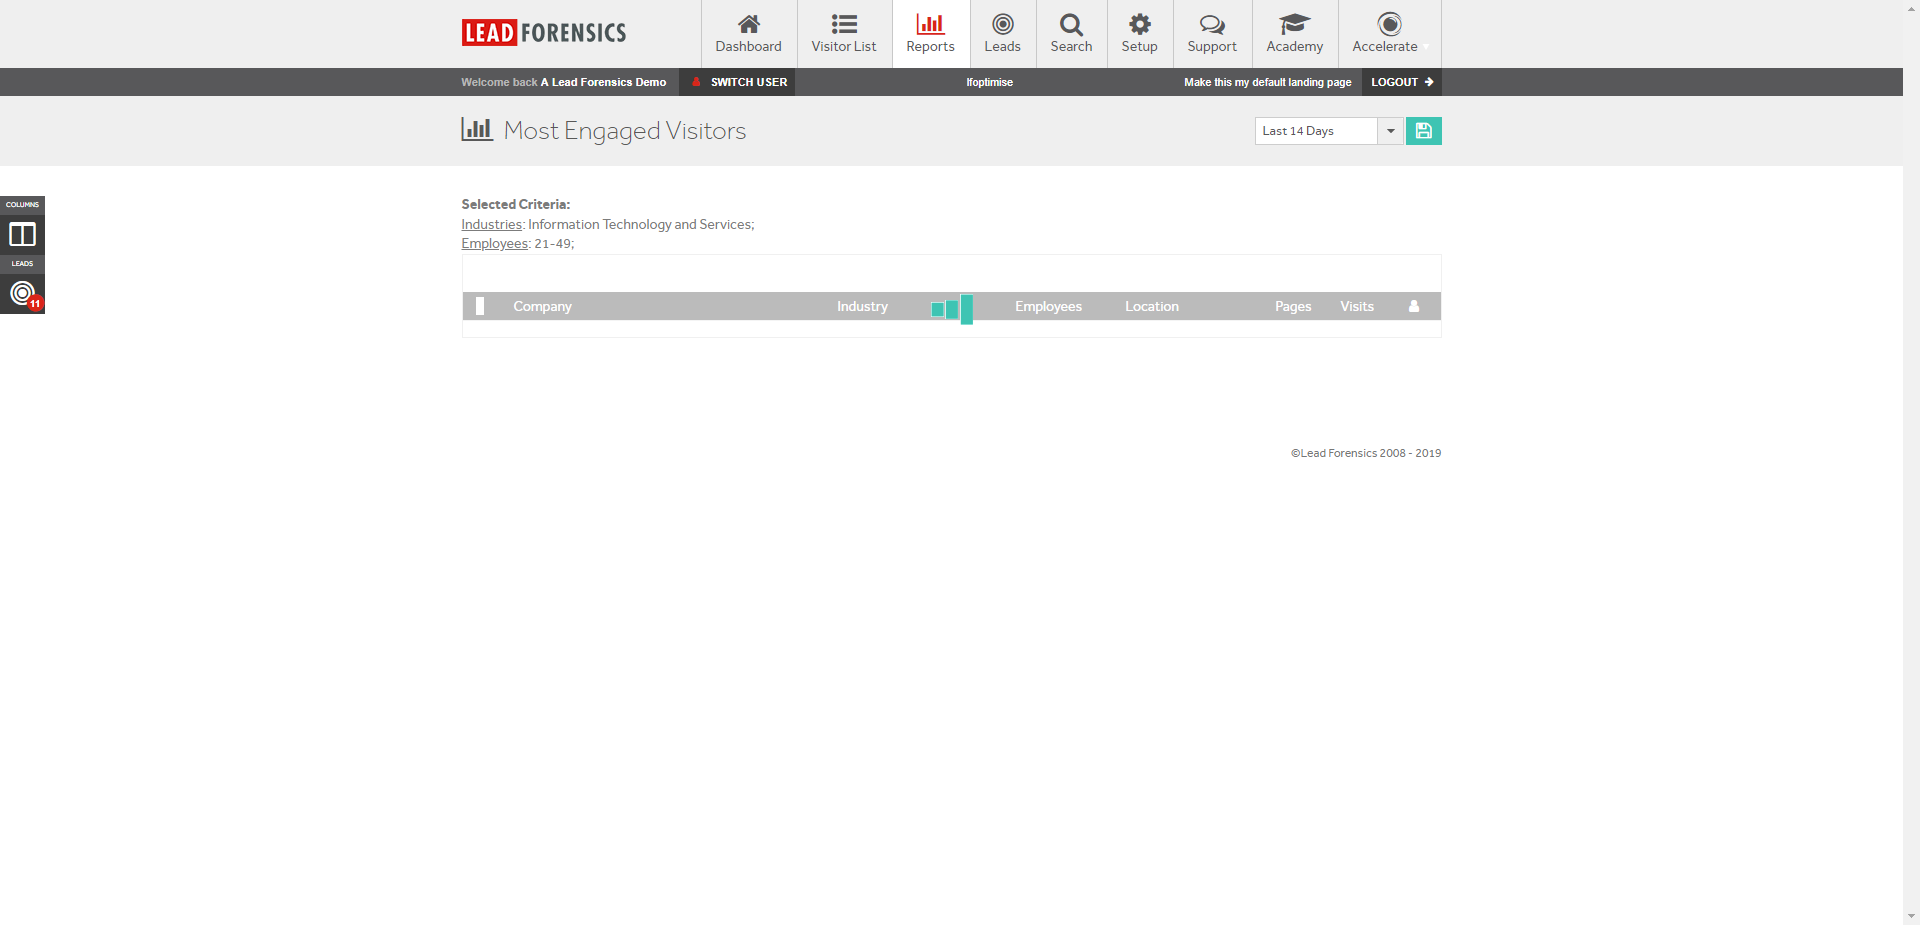 LEAD FORENSICS
Dashboard
Visitor List
Reports
Leads
Search
Setup
Support
Academy
Accelerate
Welcome back A Lead Forensics Demo
SWITCH USER
lfoptimise
Make this my default landing page
LOGOUT
Most Engaged Visitors
Last 14 Days
COLUMNS
LEADS
11
Selected Criteria:
Industries: Information Technology and Services;
Employees: 21-49;
Company Industry Employees Location Pages Visits
©Lead Forensics 2008 - 2019